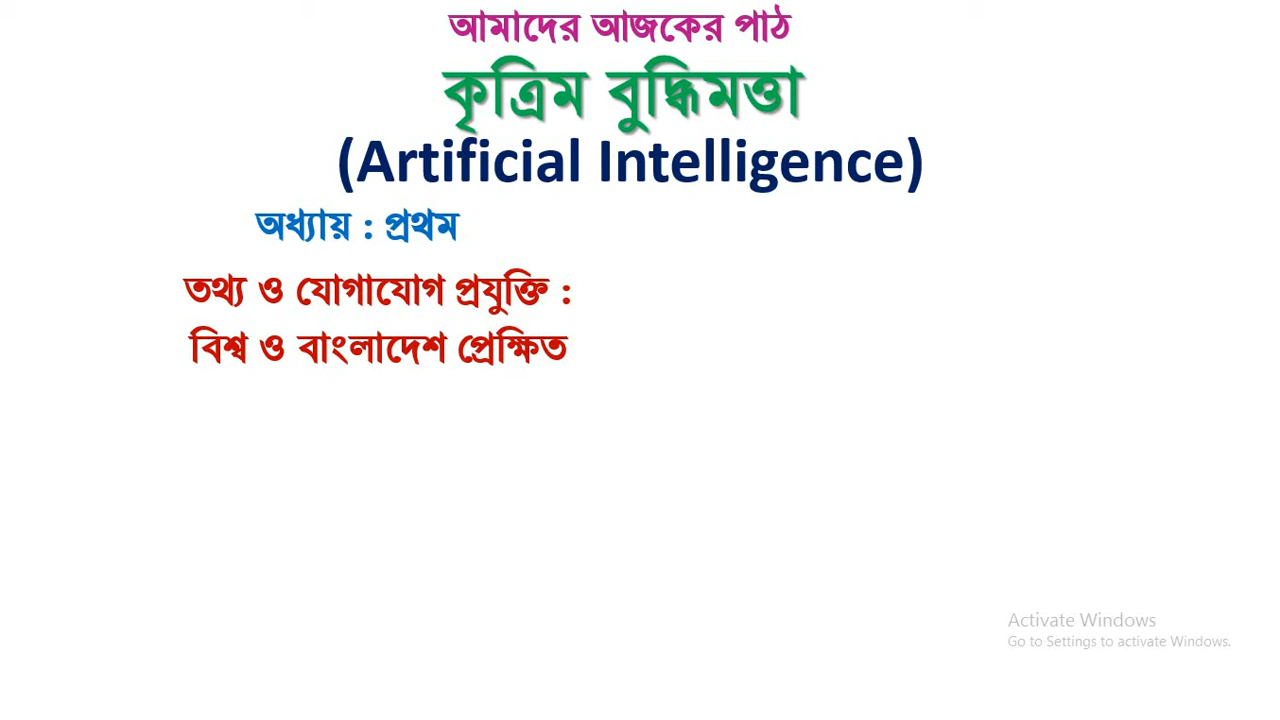 আমাদের আজকের পাঠ
কৃত্রিম বুদ্ধিমত্তা
(Artificial Intelligence)
অধ্যায় : প্রথম
তথ্য ও যোগাযোগ প্রযুক্তি :
বিশ্ব ও বাংলাদেশ প্রেক্ষিত
Activate Windows
Go to Settings to activate Windows.